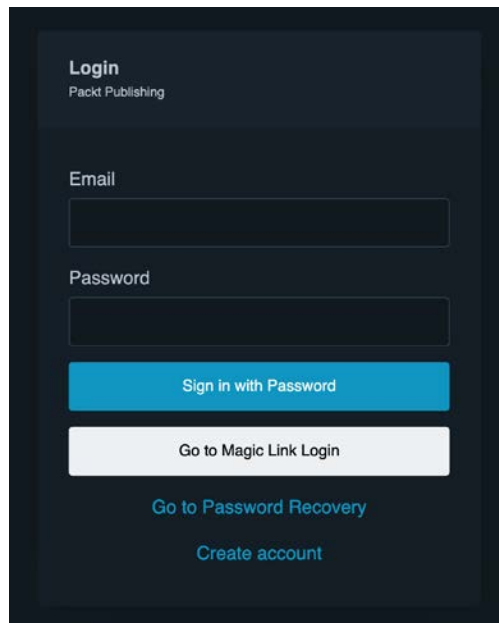 Login
Packt Publishing
Email
Password
Sign in with Password
Go to Magic Link Login
Go to Password Recovery
Create account